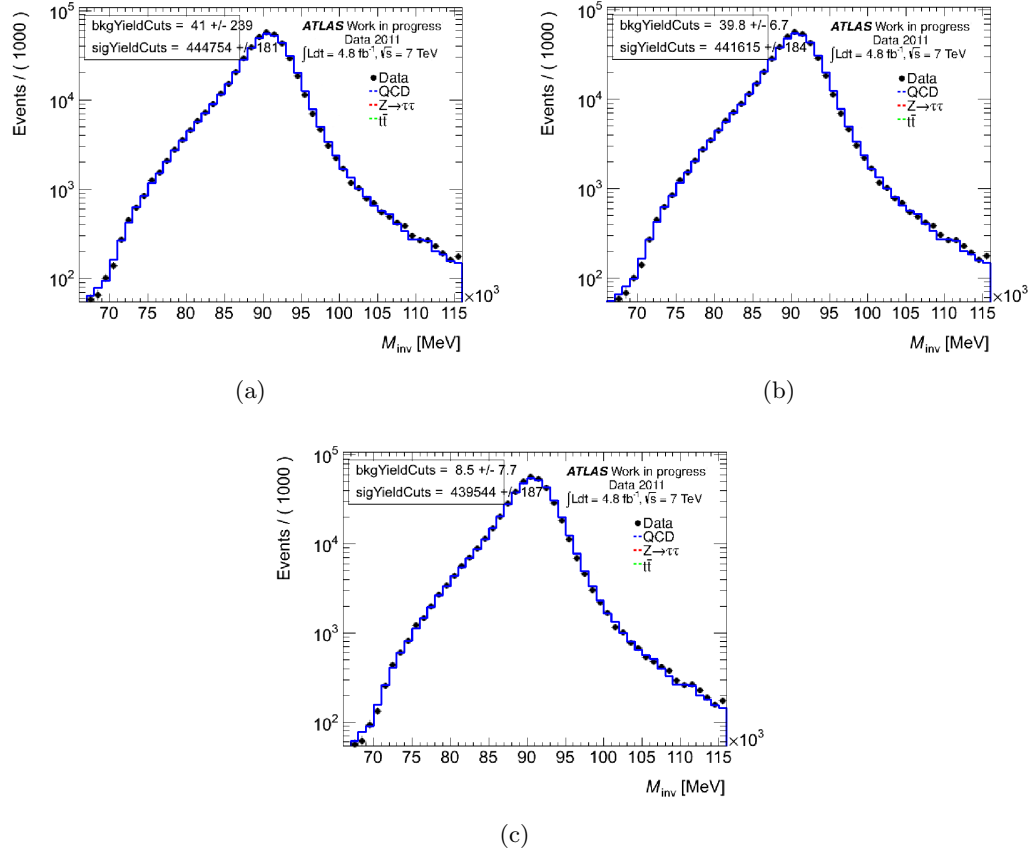 bkgYieldCuts = 41 +/- 239
sigYieldCuts = 444754 +/- 181
ATLAS Work in progress
Data 2011
∫Ldt = 4.8 fb⁻¹, √s = 7 TeV
Data
QCD
Z→ττ
tt̄
Events / ( 1000 )
10⁵
10⁴
10³
10²
70 75 80 85 90 95 100 105 110 115
×10³
M_inv [MeV]
(a)
bkgYieldCuts = 39.8 +/- 6.7
sigYieldCuts = 441615 +/- 184
ATLAS Work in progress
Data 2011
∫Ldt = 4.8 fb⁻¹, √s = 7 TeV
Data
QCD
Z→ττ
tt̄
Events / ( 1000 )
10⁵
10⁴
10³
10²
70 75 80 85 90 95 100 105 110 115
×10³
M_inv [MeV]
(b)
bkgYieldCuts = 8.5 +/- 7.7
sigYieldCuts = 439544 +/- 187
ATLAS Work in progress
Data 2011
∫Ldt = 4.8 fb⁻¹, √s = 7 TeV
Data
QCD
Z→ττ
tt̄
Events / ( 1000 )
10⁵
10⁴
10³
10²
70 75 80 85 90 95 100 105 110 115
×10³
M_inv [MeV]
(c)